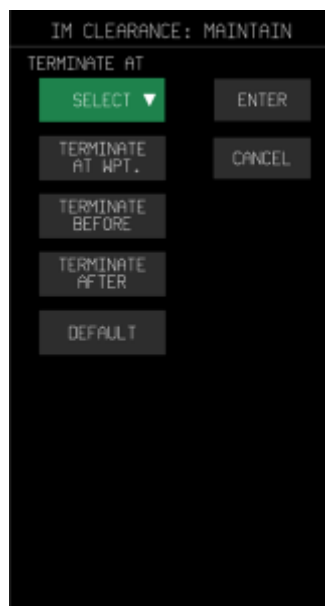 IM CLEARANCE: MAINTAIN
TERMINATE AT
SELECT ▼
ENTER
TERMINATE
AT WPT.
CANCEL
TERMINATE
BEFORE
TERMINATE
AFTER
DEFAULT